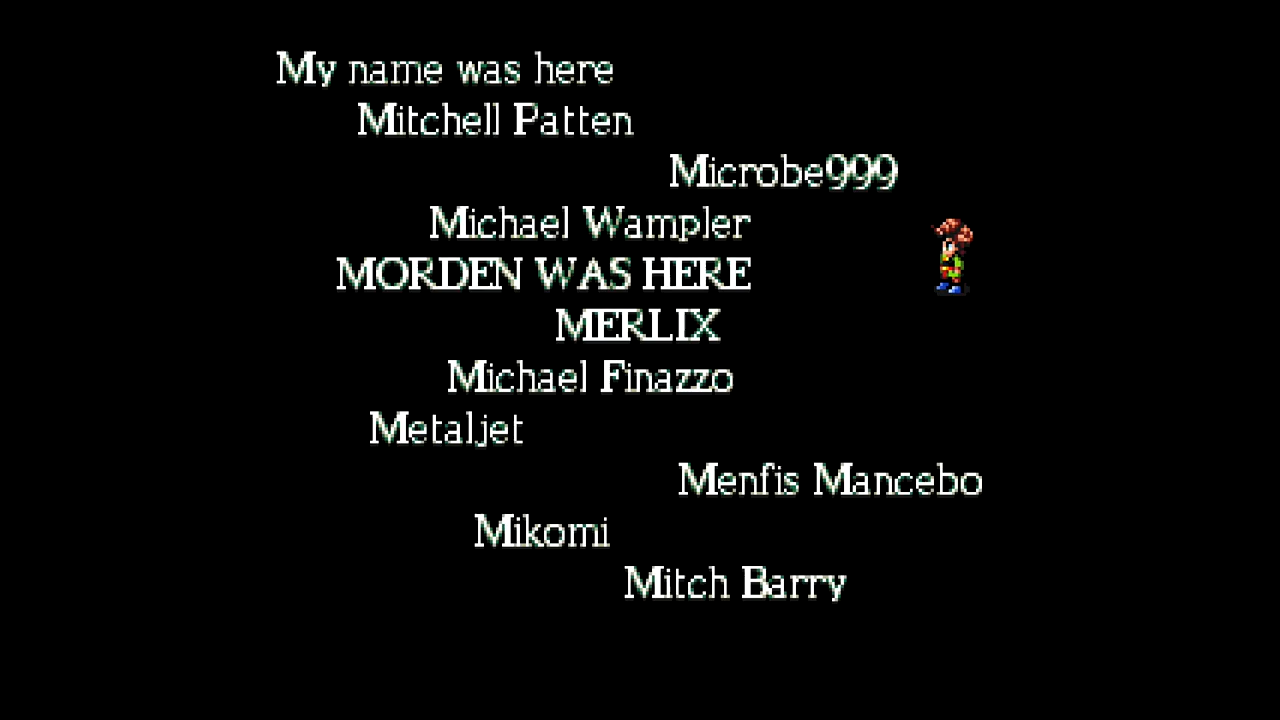 My name was here
Mitchell Patten
Microbe999
Michael Wampler
MORDEN WAS HERE
MERLIX
Michael Finazzo
Metaljet
Menfis Mancebo
Mikomi
Mitch Barry